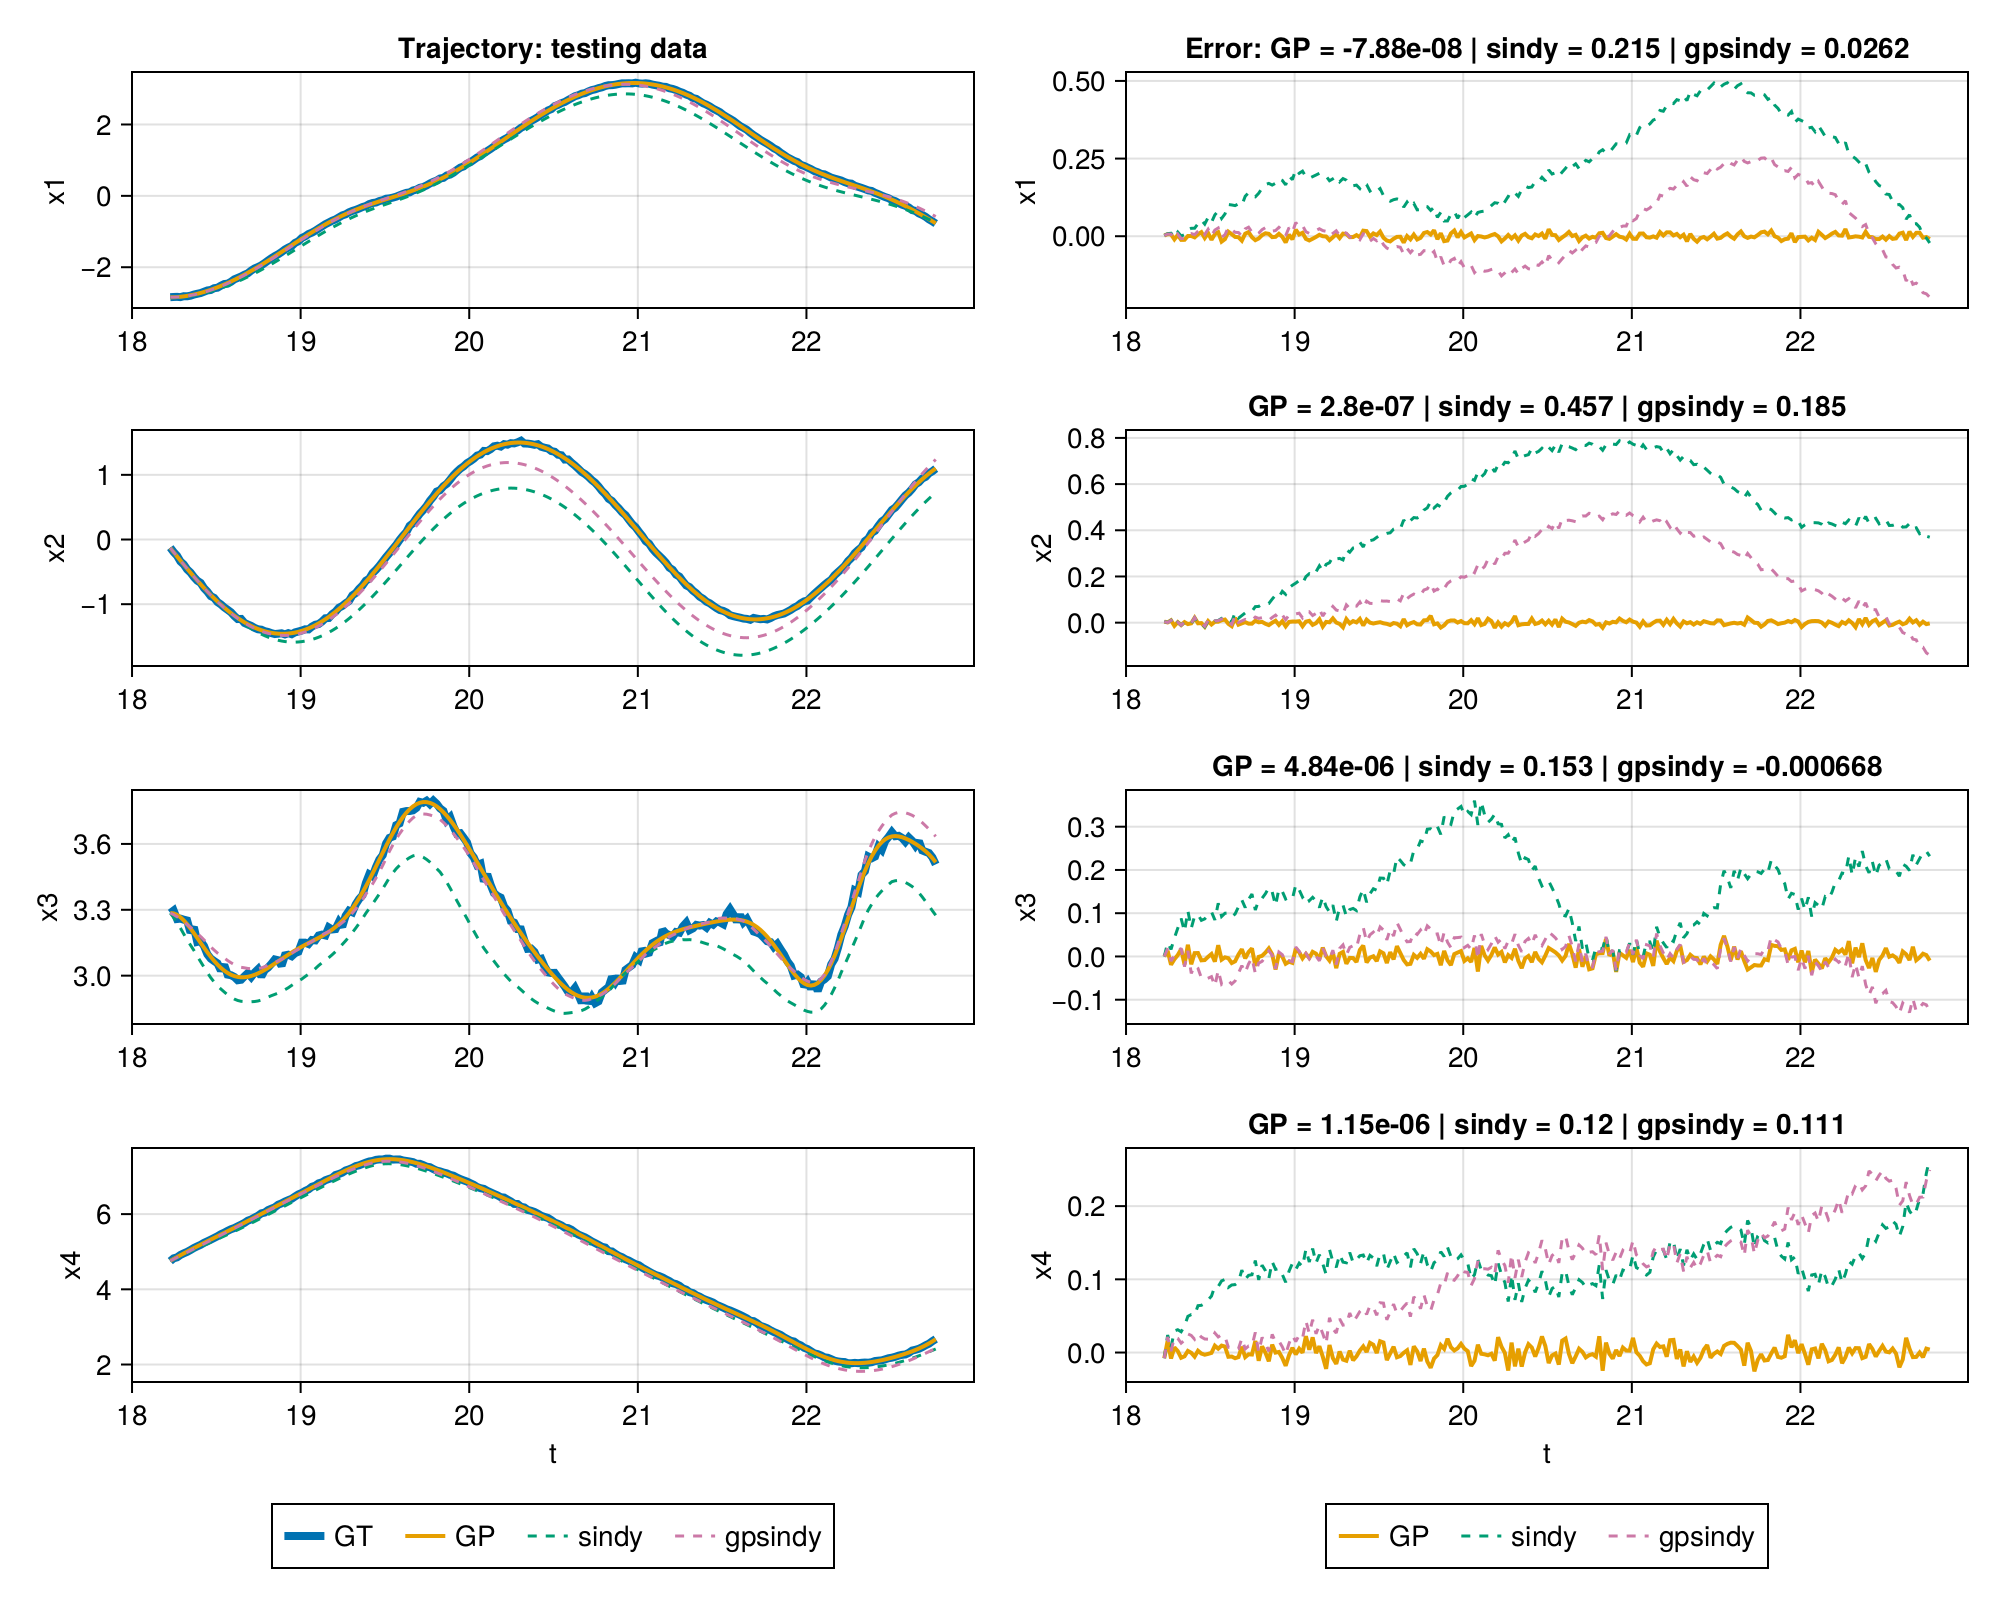 Trajectory: testing data
x1
2
0
−2
18 19 20 21 22
Error: GP = -7.88e-08 | sindy = 0.215 | gpsindy = 0.0262
x1
0.50
0.25
0.00
18 19 20 21 22
x2
1
0
−1
18 19 20 21 22
GP = 2.8e-07 | sindy = 0.457 | gpsindy = 0.185
x2
0.8
0.6
0.4
0.2
0.0
18 19 20 21 22
x3
3.6
3.3
3.0
18 19 20 21 22
GP = 4.84e-06 | sindy = 0.153 | gpsindy = -0.000668
x3
0.3
0.2
0.1
0.0
−0.1
18 19 20 21 22
x4
6
4
2
18 19 20 21 22
t
GP = 1.15e-06 | sindy = 0.12 | gpsindy = 0.111
x4
0.2
0.1
0.0
18 19 20 21 22
t
GT GP sindy gpsindy
GP sindy gpsindy